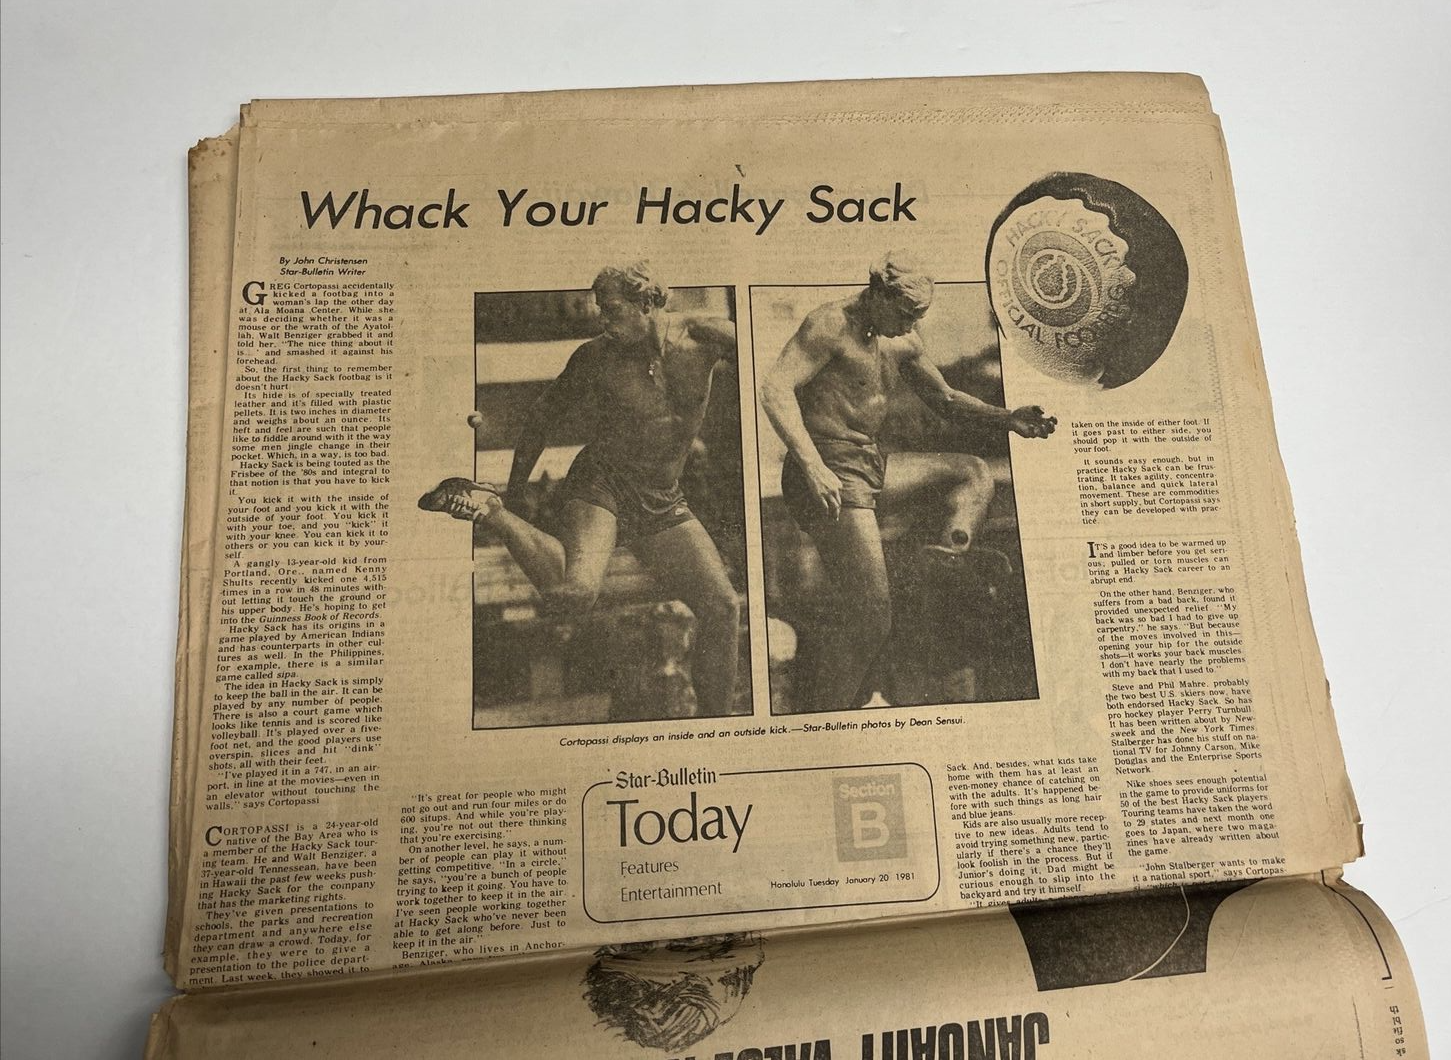 Whack Your Hacky Sack
By John Christensen
Star-Bulletin Writer
GREG Cortopassi accidentally
kicked a footbag into a
woman's lap the other day
at Ala Moana Center. While she
was deciding whether it was a
mouse or the wrath of the Ayatol-
lah, Walt Benziger grabbed it and
told her, "The nice thing about it
is..." and smashed it against his
forehead.
So, the first thing to remember
about the Hacky Sack footbag is it
doesn't hurt.
Its hide is of specially treated
leather and it's filled with plastic
pellets. It is two inches in diameter
and weighs about an ounce. Its
heft and feel are such that people
like to fiddle around with it the way
some men jingle change in their
pocket. Which, in a way, is too bad.
Hacky Sack is being touted as the
Frisbee of the '80s and integral to
that notion is that you have to kick
it.
You kick it with the inside of
your foot and you kick it with the
outside of your foot. You kick it
with your toe, and you "kick" it
with your knee. You can kick it to
others or you can kick it by your-
self.
A gangly 13-year-old kid from
Portland, Ore., named Kenny
Shults recently kicked one 4,515
times in a row in 48 minutes with-
out letting it touch the ground or
his upper body. He's hoping to get
into the Guinness Book of Records.
Hacky Sack has its origins in a
game played by American Indians
and has counterparts in other cul-
tures as well. In the Philippines,
for example, there is a similar
game called sipa.
The idea in Hacky Sack is simply
to keep the ball in the air. It can be
played by any number of people.
There is also a court game which
looks like tennis and is scored like
volleyball. It's played over a five-
foot net, and the good players use
overspin, slices and hit "dink"
shots, all with their feet.
"I've played it in a 747, in an air-
port, in line at the movies—even in
an elevator without touching the
walls," says Cortopassi
CORTOPASSI is a 24-year-old
native of the Bay Area who is
a member of the Hacky Sack tour-
ing team. He and Walt Benziger, a
37-year-old Tennessean, have been
in Hawaii the past few weeks push-
ing Hacky Sack for the company
that has the marketing rights.
They've given presentations to
schools, the parks and recreation
department and anywhere else
they can draw a crowd. Today, for
example, they were to give a
presentation to the police depart-
ment. Last week, they showed it to
Cortopassi displays an inside and an outside kick.—Star-Bulletin photos by Dean Sensui.
"It's great for people who might
not go out and run four miles or do
600 situps. And while you're play-
ing, you're not out there thinking
that you're exercising."
On another level, he says, a num-
ber of people can play it without
getting competitive. "In a circle,"
he says, "you're a bunch of people
trying to keep it going. You have to
work together to keep it in the air.
I've seen people working together
at Hacky Sack who've never been
able to get along before. Just to
keep it in the air."
Benziger, who lives in Anchor-
age, Alaska,
Star-Bulletin
Today
Features
Entertainment
Section
B
Honolulu Tuesday January 20 1981
Sack. And, besides, what kids take
home with them has at least an
even-money chance of catching on
with the adults. It's happened be-
fore with such things as long hair
and blue jeans.
Kids are also usually more recep-
tive to new ideas. Adults tend to
avoid trying something new, partic-
ularly if there's a chance they'll
look foolish in the process. But if
Junior's doing it, Dad might be
curious enough to slip into the
backyard and try it himself.
"It gives adults a
HACKY SACK
OFFICIAL FOOTBAG
taken on the inside of either foot. If
it goes past to either side, you
should pop it with the outside of
your foot.
It sounds easy enough, but in
practice Hacky Sack can be frus-
trating. It takes agility, concentra-
tion, balance and quick lateral
movement. These are commodities
in short supply, but Cortopassi says
they can be developed with prac-
tice.
IT'S a good idea to be warmed up
and limber before you get seri-
ous; pulled or torn muscles can
bring a Hacky Sack career to an
abrupt end.
On the other hand, Benziger, who
suffers from a bad back, found it
provided unexpected relief. "My
back was so bad I had to give up
carpentry," he says. "But because
of the moves involved in this—
opening your hip for the outside
shots—it works your back muscles.
I don't have nearly the problems
with my back that I used to."
Steve and Phil Mahre, probably
the two best U.S. skiers now, have
both endorsed Hacky Sack. So has
pro hockey player Perry Turnbull.
It has been written about by New-
sweek and the New York Times.
Stalberger has done his stuff on na-
tional TV for Johnny Carson, Mike
Douglas and the Enterprise Sports
Network.
Nike shoes sees enough potential
in the game to provide uniforms for
50 of the best Hacky Sack players.
Touring teams have taken the word
to 29 states and next month one
goes to Japan, where two maga-
zines have already written about
the game.
"John Stalberger wants to make
it a national sport," says Cortopas-
si, "which
JANUARY